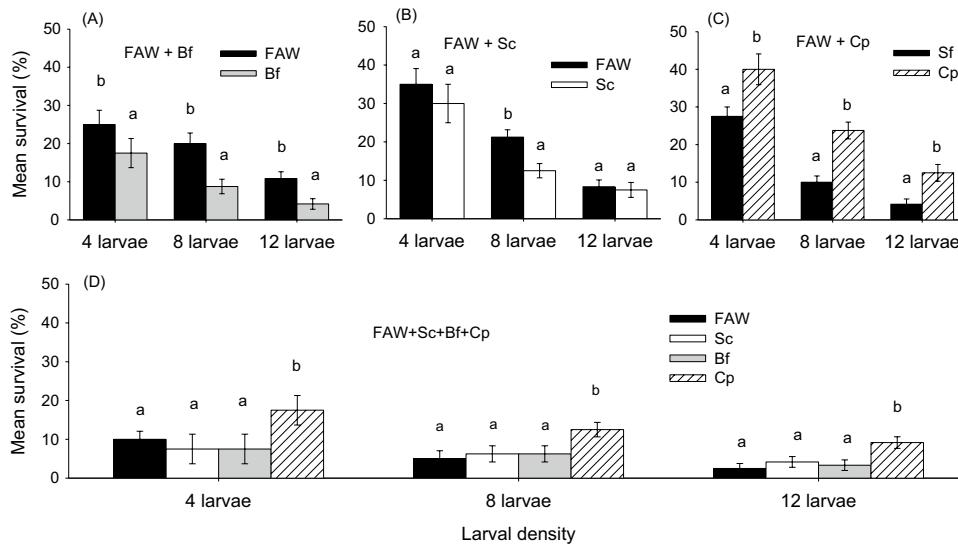 (A)
FAW + Bf
FAW
Bf
Mean survival (%)
50
40
30
20
10
0
b
a
b
a
b
a
4 larvae
8 larvae
12 larvae
(B)
FAW + Sc
FAW
Sc
50
40
30
20
10
0
a
a
b
a
a
a
4 larvae
8 larvae
12 larvae
(C)
FAW + Cp
Sf
Cp
50
40
30
20
10
0
a
b
a
b
a
b
4 larvae
8 larvae
12 larvae
(D)
FAW+Sc+Bf+Cp
FAW
Sc
Bf
Cp
Mean survival (%)
50
40
30
20
10
0
a
a
a
b
a
a
a
b
a
a
a
b
4 larvae
8 larvae
12 larvae
Larval density